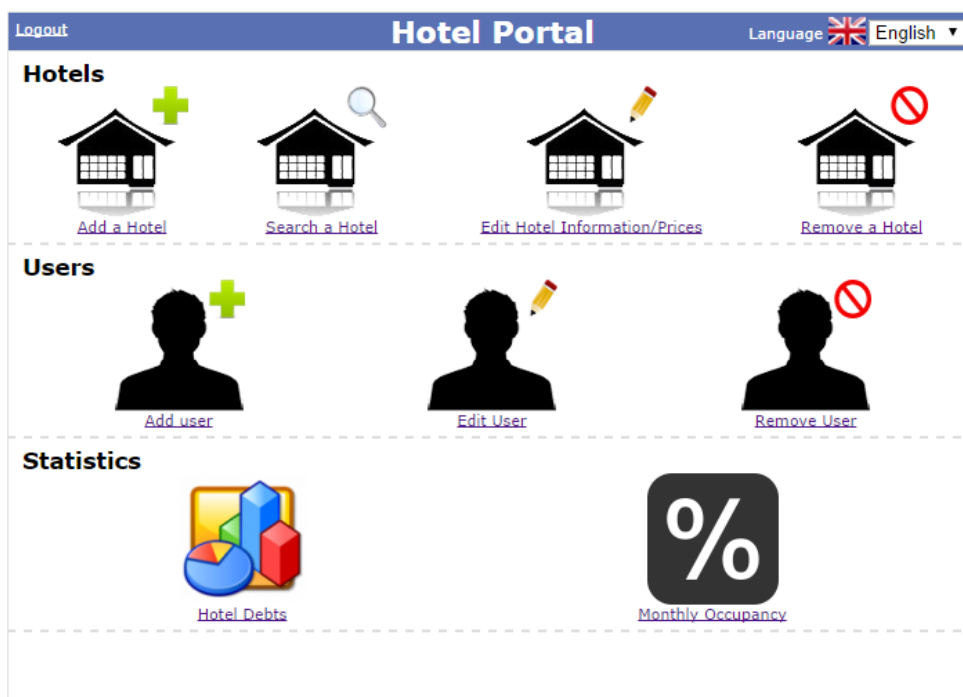 Logout
Hotel Portal
Language English
Hotels
Add a Hotel
Search a Hotel
Edit Hotel Information/Prices
Remove a Hotel
Users
Add user
Edit User
Remove User
Statistics
%
Hotel Debts
Monthly Occupancy